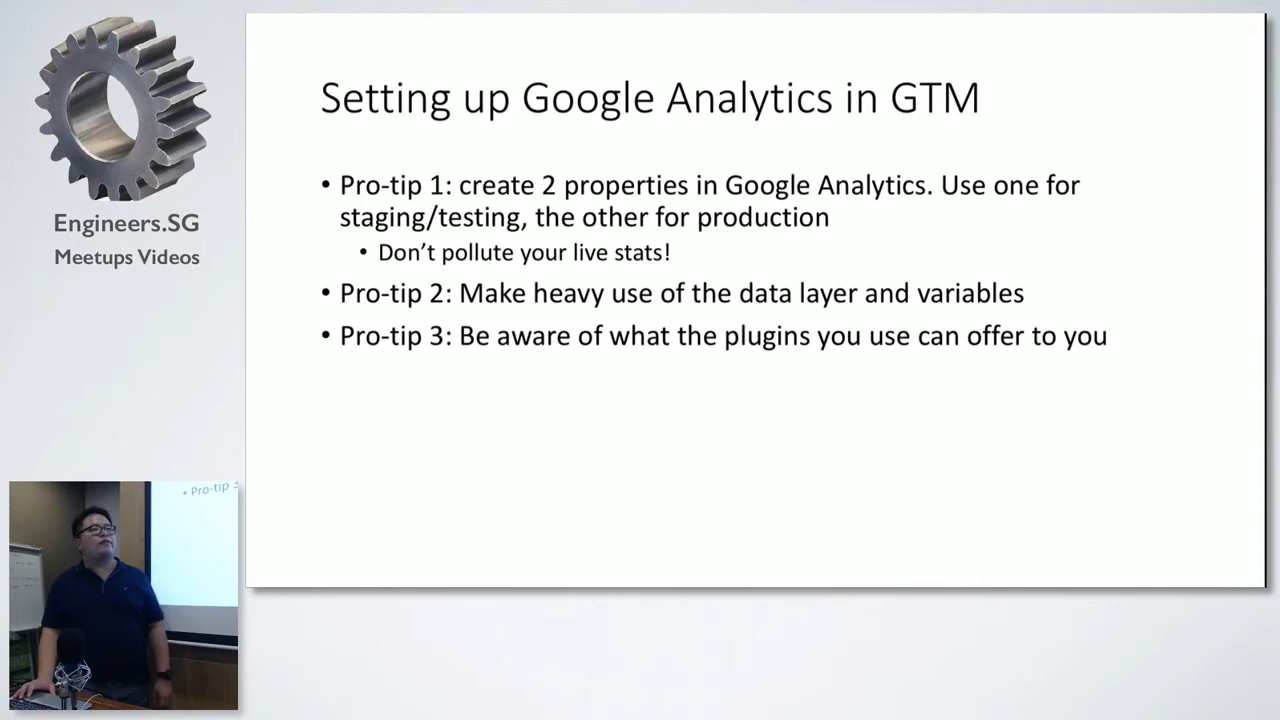 Setting up Google Analytics in GTM
• Pro-tip 1: create 2 properties in Google Analytics. Use one for
staging/testing, the other for production
• Don’t pollute your live stats!
• Pro-tip 2: Make heavy use of the data layer and variables
• Pro-tip 3: Be aware of what the plugins you use can offer to you
Engineers.SG
Meetups Videos
• Pro-tip